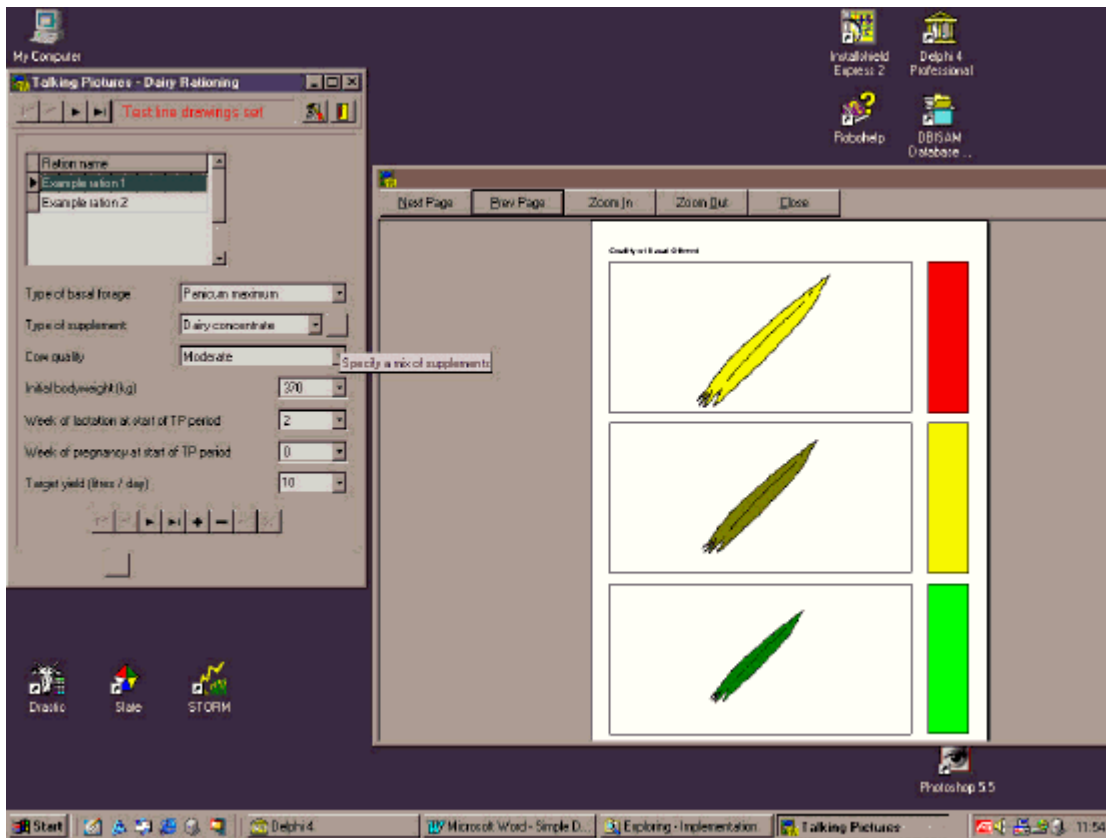 My Computer
Installshield Express 2
Delphi 4 Professional
Robohelp
DBISAM Database ...
Talking Pictures - Dairy Rationing
Test line drawings set
Ration name
Example ration 1
Example ration 2
Type of basal forage Panicum maximum
Type of supplement Dairy concentrate
Cow quality Moderate
Specify a mix of supplements
Initial bodyweight (kg) 370
Week of lactation at start of TP period 2
Week of pregnancy at start of TP period 0
Target yield (litres / day) 10
Next Page Prev Page Zoom In Zoom Out Close
Quality of Basal Offered
Drastic
Slate
STORM
Photoshop 5.5
Start Delphi 4 Microsoft Word - Simple D... Exploring - Implementation Talking Pictures 11:54